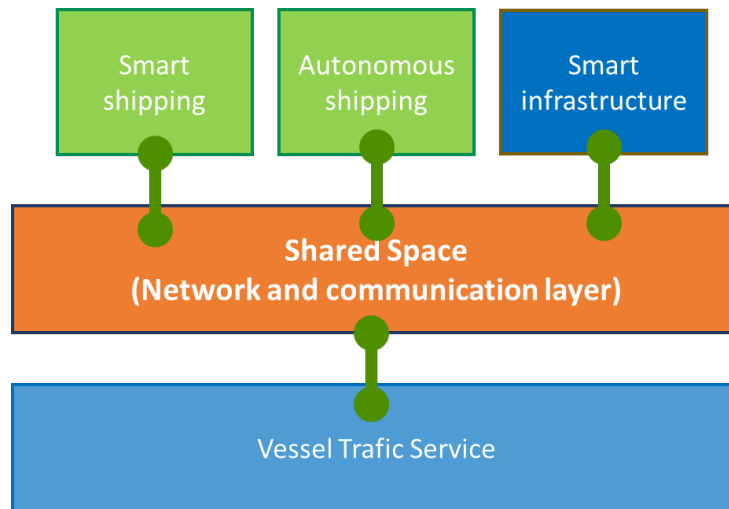 Smart
shipping
Autonomous
shipping
Smart
infrastructure
Shared Space
(Network and communication layer)
Vessel Trafic Service